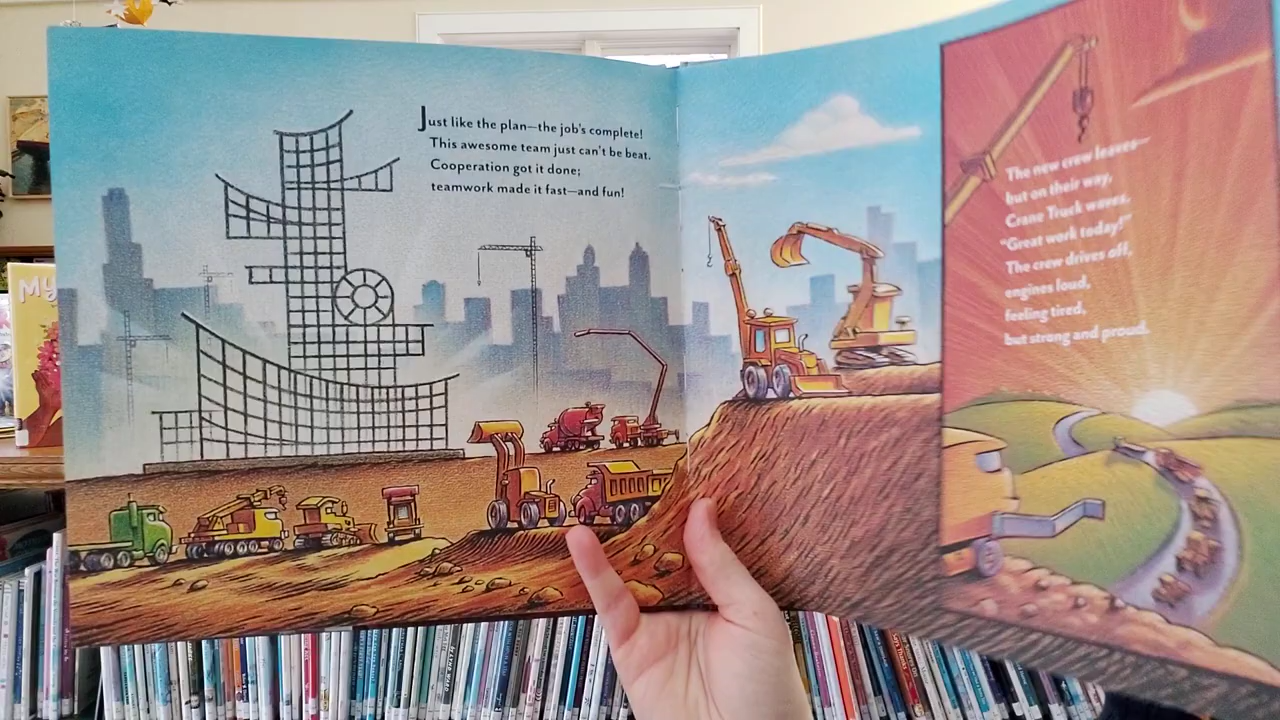 Just like the plan—the job's complete!
This awesome team just can't be beat.
Cooperation got it done;
teamwork made it fast—and fun!
The new crew leaves—
but on their way,
Crane Truck waves,
"Great work today!"
The crew drives off,
engines loud,
feeling tired,
but strong and proud.
MY